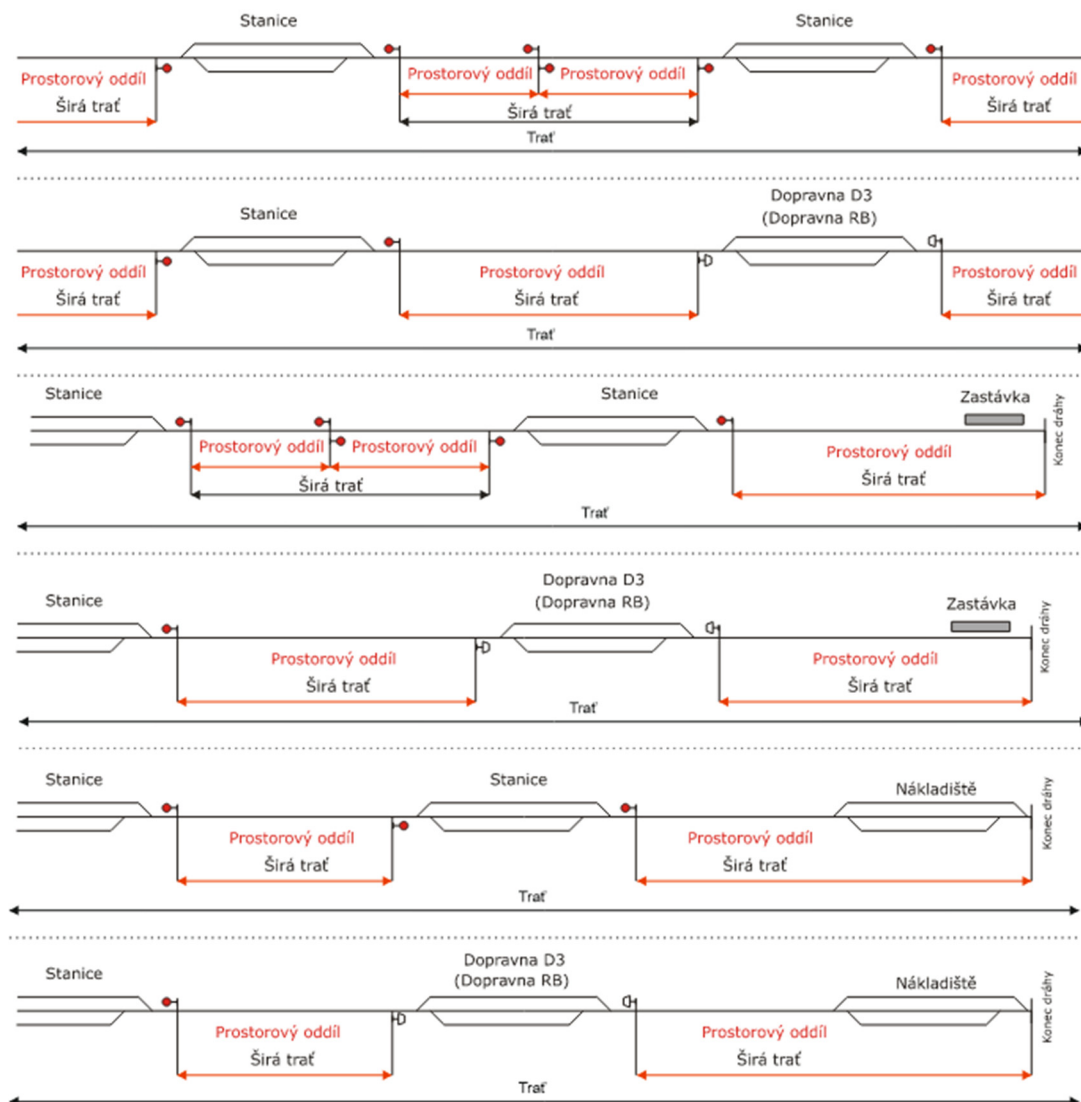 Stanice
Stanice
Prostorový oddíl
Prostorový oddíl
Prostorový oddíl
Prostorový oddíl
Širá trať
Širá trať
Širá trať
Trať
Stanice
Dopravna D3
(Dopravna RB)
Prostorový oddíl
Prostorový oddíl
Prostorový oddíl
Širá trať
Širá trať
Širá trať
Trať
Stanice
Stanice
Zastávka
Konec dráhy
Prostorový oddíl
Prostorový oddíl
Prostorový oddíl
Širá trať
Širá trať
Trať
Stanice
Dopravna D3
(Dopravna RB)
Zastávka
Konec dráhy
Prostorový oddíl
Prostorový oddíl
Širá trať
Širá trať
Trať
Stanice
Stanice
Nákladiště
Konec dráhy
Prostorový oddíl
Prostorový oddíl
Širá trať
Širá trať
Trať
Stanice
Dopravna D3
(Dopravna RB)
Nákladiště
Konec dráhy
Prostorový oddíl
Prostorový oddíl
Širá trať
Širá trať
Trať